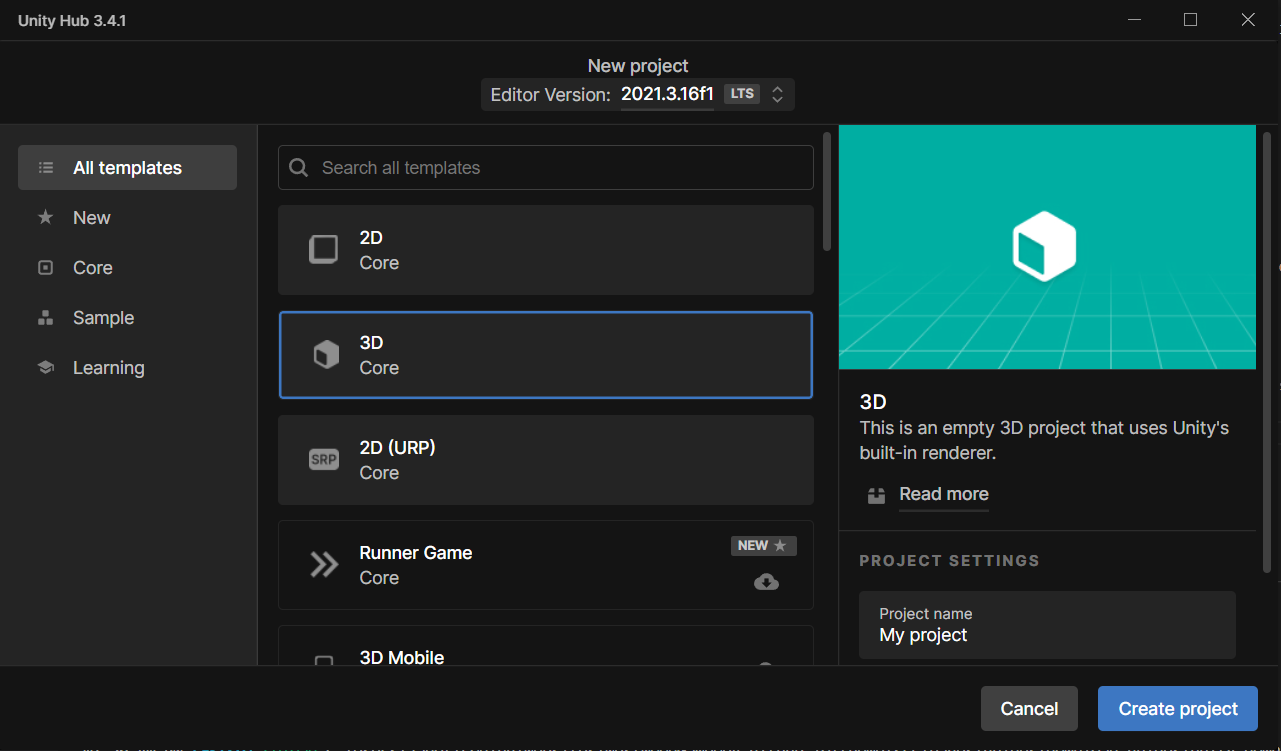 Unity Hub 3.4.1
New project
Editor Version: 2021.3.16f1 LTS
All templates
New
Core
Sample
Learning
Search all templates
2D
Core
3D
Core
SRP
2D (URP)
Core
Runner Game
Core
NEW
3D Mobile
3D
This is an empty 3D project that uses Unity's
built-in renderer.
Read more
PROJECT SETTINGS
Project name
My project
Cancel
Create project